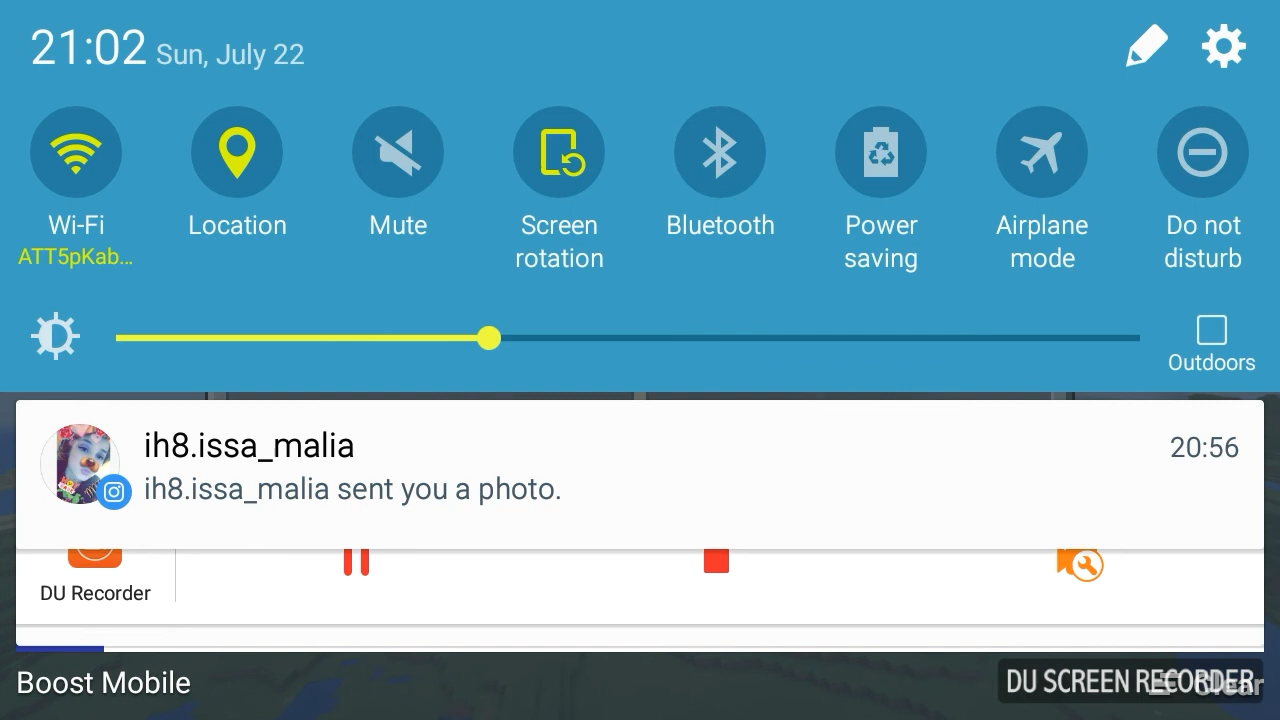 21:02 Sun, July 22
Wi-Fi
ATT5pKab...
Location
Mute
Screen
rotation
Bluetooth
Power
saving
Airplane
mode
Do not
disturb
Outdoors
ih8.issa_malia
20:56
ih8.issa_malia sent you a photo.
DU Recorder
Boost Mobile
DU SCREEN RECORDER
Clear